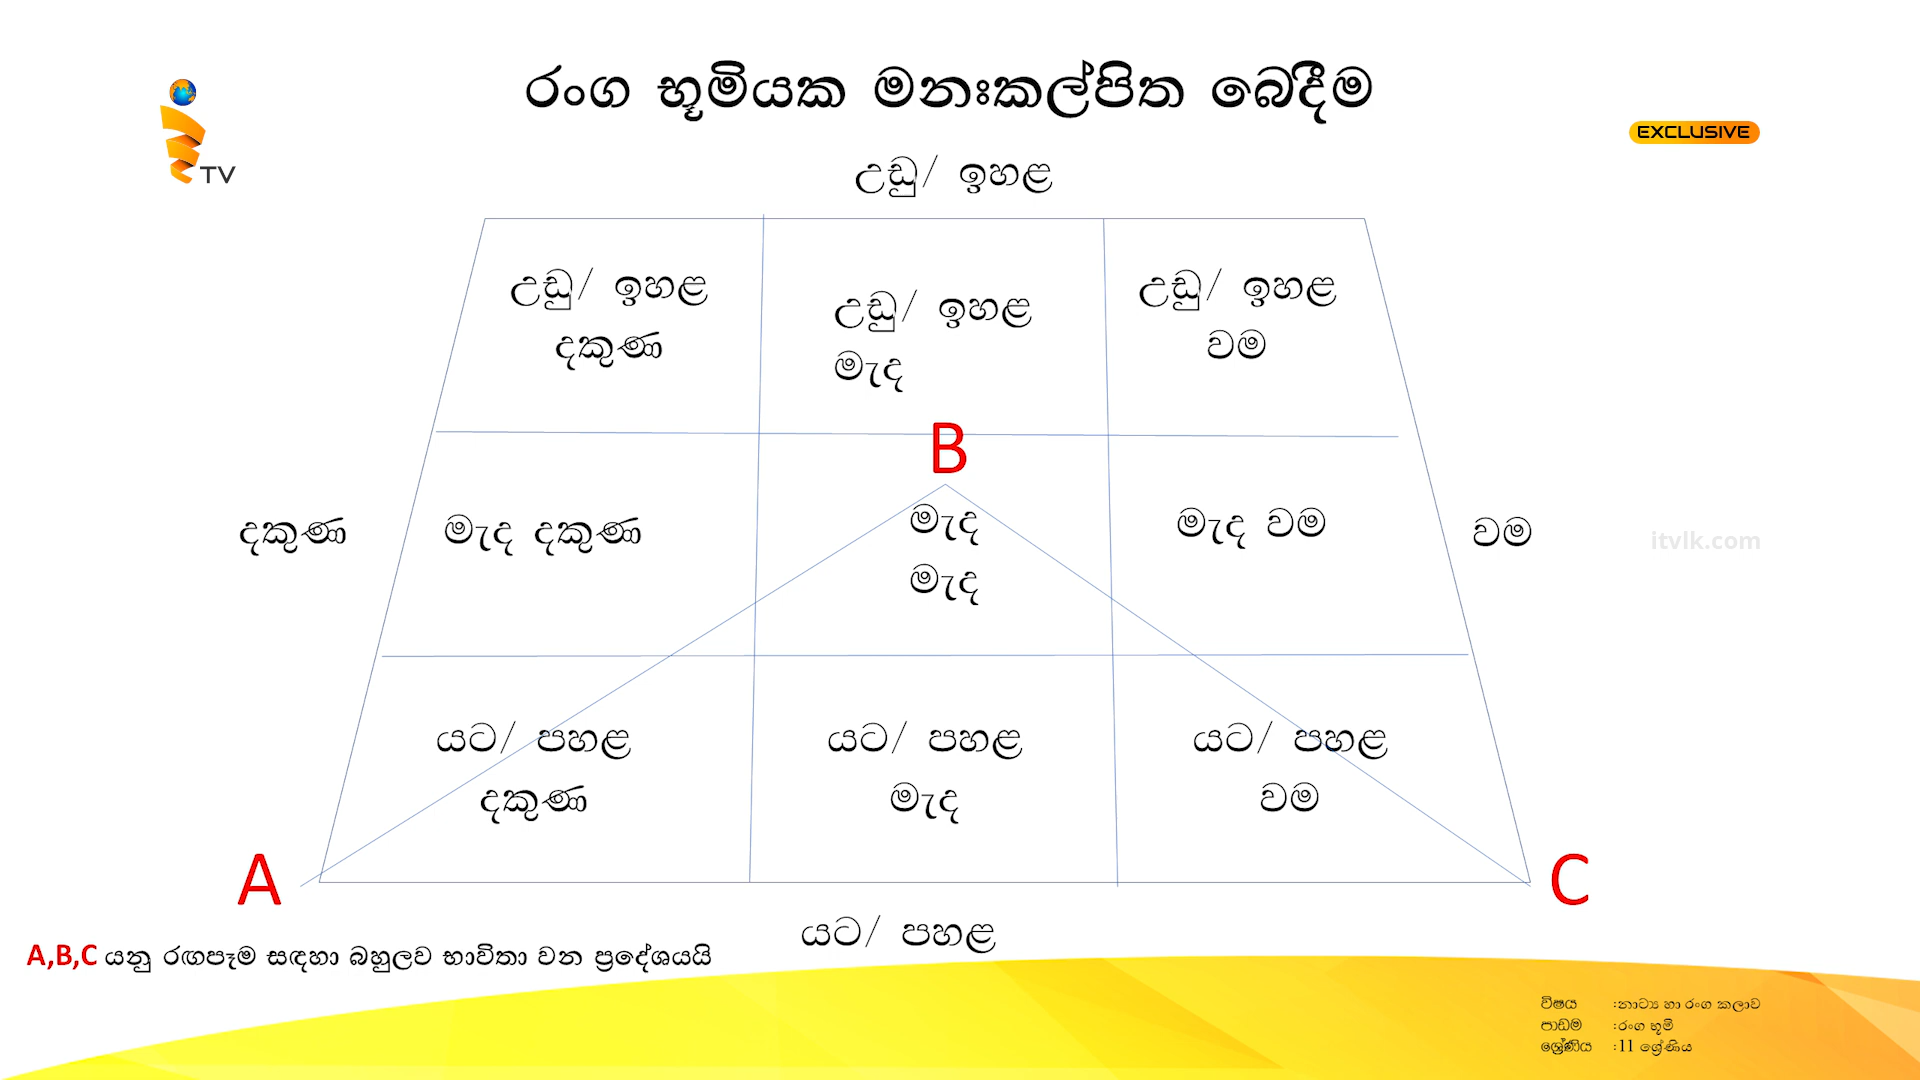 රංග භූමියක මනඃකල්පිත බෙදීම
TV
EXCLUSIVE
උඩු/ ඉහළ
උඩු/ ඉහළ
දකුණ
උඩු/ ඉහළ
මැද
උඩු/ ඉහළ
වම
B
දකුණ
මැද දකුණ
මැද
මැද
මැද වම
වම
itvlk.com
යට/ පහළ
දකුණ
යට/ පහළ
මැද
යට/ පහළ
වම
A
C
යට/ පහළ
A,B,C යනු රඟපෑම සඳහා බහුලව භාවිතා වන ප්‍රදේශයයි
විෂය :නාට්‍ය හා රංග කලාව
පාඩම :රංග භූමි
ශ්‍රේණිය :11 ශ්‍රේණිය